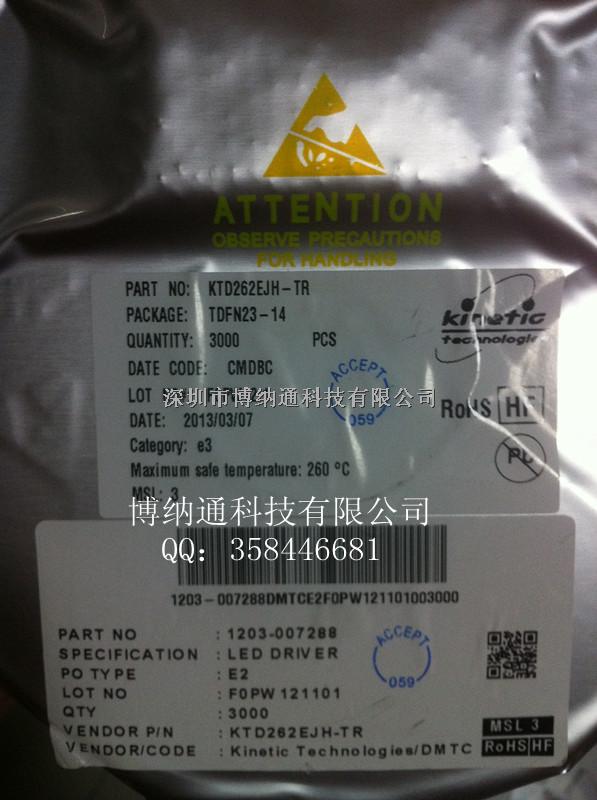 ATTENTION
OBSERVE PRECAUTIONS
FOR HANDLING
PART NO: KTD262EJH-TR
PACKAGE: TDFN23-14
QUANTITY: 3000 PCS
DATE CODE: CMDBC
LOT
深圳市博纳通科技有限公司
DATE: 2013/03/07
Category: e3
Maximum safe temperature: 260 °C
MSL: 3
ACCEPT
059
kinetic
technologies
RoHS HF
Pb
博纳通科技有限公司
QQ：358446681
1203-007288DMTCE2F0PW121101003000
PART NO : 1203-007288
SPECIFICATION : LED DRIVER
PO TYPE : E2
LOT NO : F0PW121101
QTY : 3000
VENDOR P/N : KTD262EJH-TR
VENDOR/CODE : Kinetic Technologies/DMTC
ACCEPT
059
MSL 3
RoHS HF